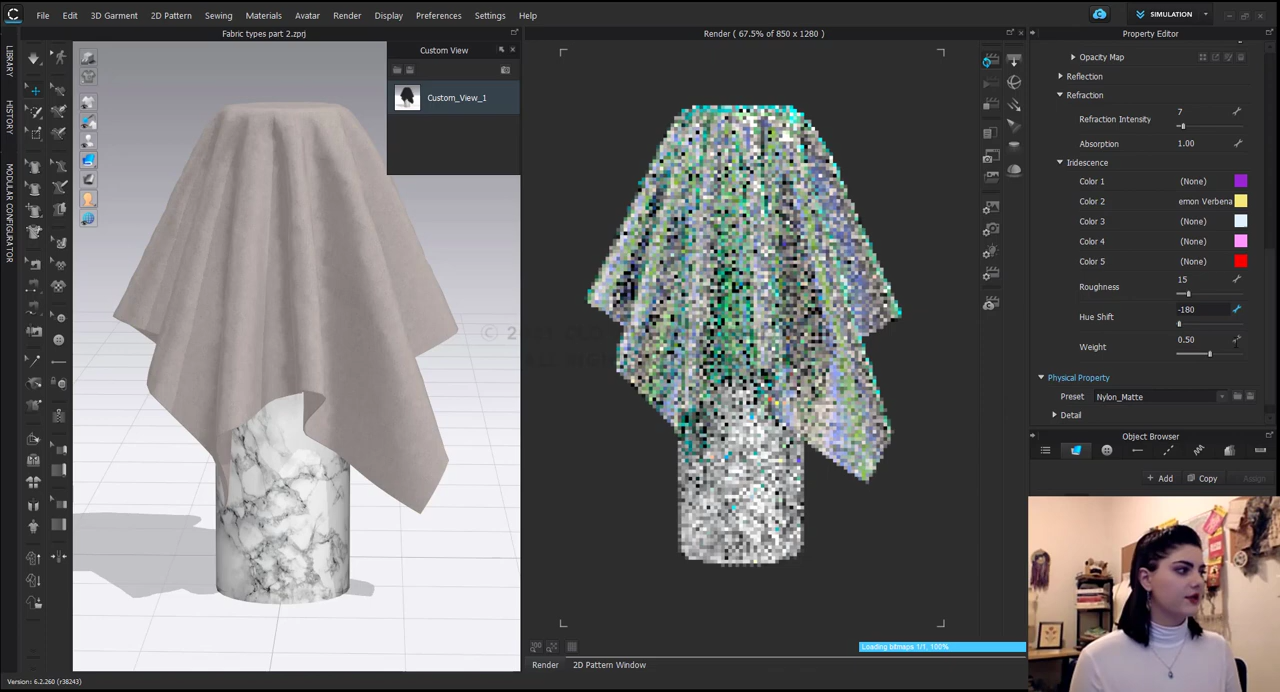 File Edit 3D Garment 2D Pattern Sewing Materials Avatar Render Display Preferences Settings Help
SIMULATION
Fabric types part 2.zprj
Render ( 67.5% of 850 x 1280 )
Property Editor
LIBRARY
HISTORY
MODULAR CONFIGURATOR
Custom View
Custom_View_1
Opacity Map
Reflection
Refraction
Refraction Intensity 7
Absorption 1.00
Iridescence
Color 1 (None)
Color 2 emon Verbena
Color 3 (None)
Color 4 (None)
Color 5 (None)
Roughness 15
Hue Shift -180
Weight 0.50
Physical Property
Preset Nylon_Matte
Detail
Object Browser
+ Add Copy Assign
Loading bitmaps 1/1, 100%
Render 2D Pattern Window
Version: 6.2.260 (r38243)